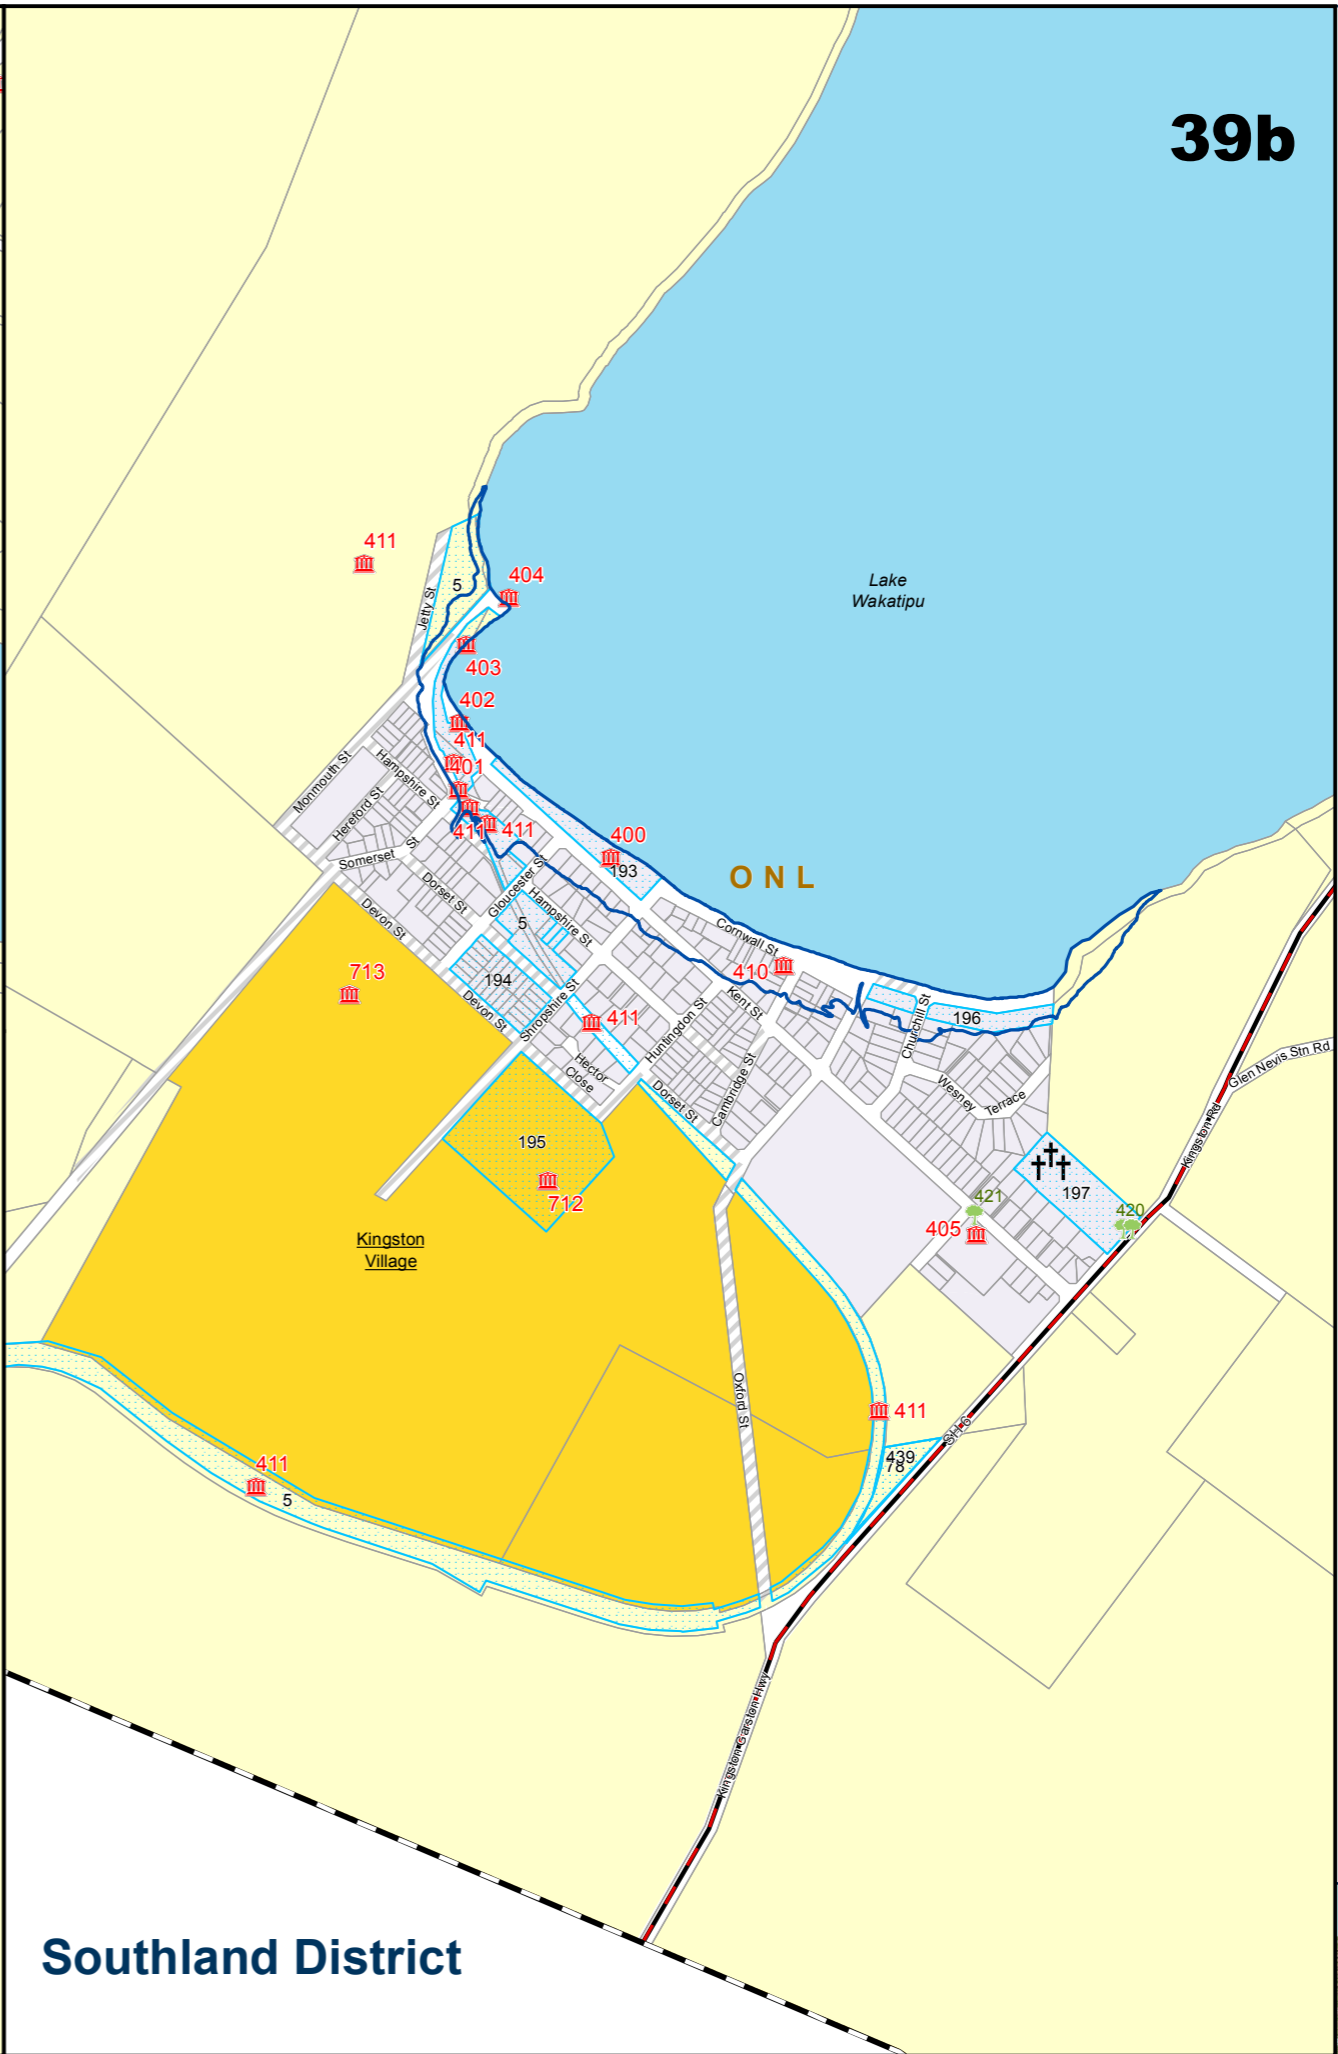 39b
411
404
5
Jetty St
Lake
Wakatipu
403
402
411
401
Monmouth St
Hampshire St
Hereford St
411
411
400
193
Somerset
St
ONL
Dorset St
Gloucester St
Hampshire St
Devon St
5
Cornwall St
713
194
410
Devon St
Shropshire St
Kent St
411
Huntingdon St
196
Churchill St
Hector
Close
Cambridge St
Dorset St
Wesney
Terrace
Glen Nevis Stn Rd
Kingston Rd
195
712
197
421
420
405
Kingston
Village
Oxford St
411
SH 6
439
78
411
5
Kingston-Garston Hwy
Southland District